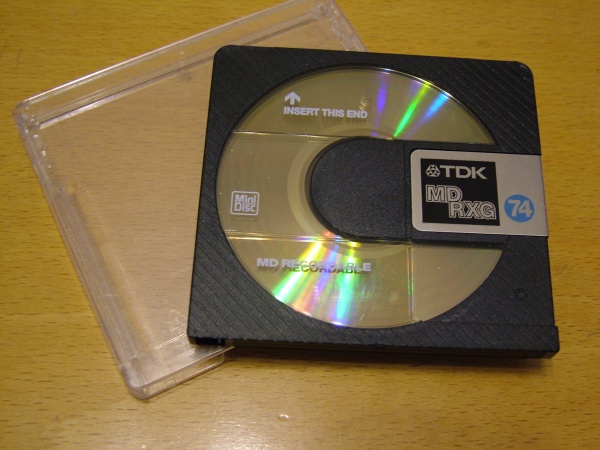 INSERT THIS END
TDK
MD
RXG
74
Mini
Disc
MD RECORDABLE